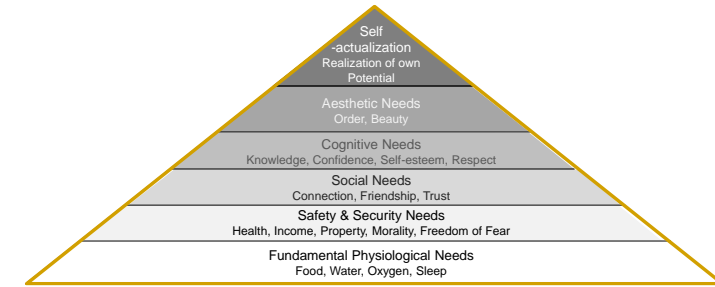 Self
-actualization
Realization of own
Potential
Aesthetic Needs
Order, Beauty
Cognitive Needs
Knowledge, Confidence, Self-esteem, Respect
Social Needs
Connection, Friendship, Trust
Safety & Security Needs
Health, Income, Property, Morality, Freedom of Fear
Fundamental Physiological Needs
Food, Water, Oxygen, Sleep